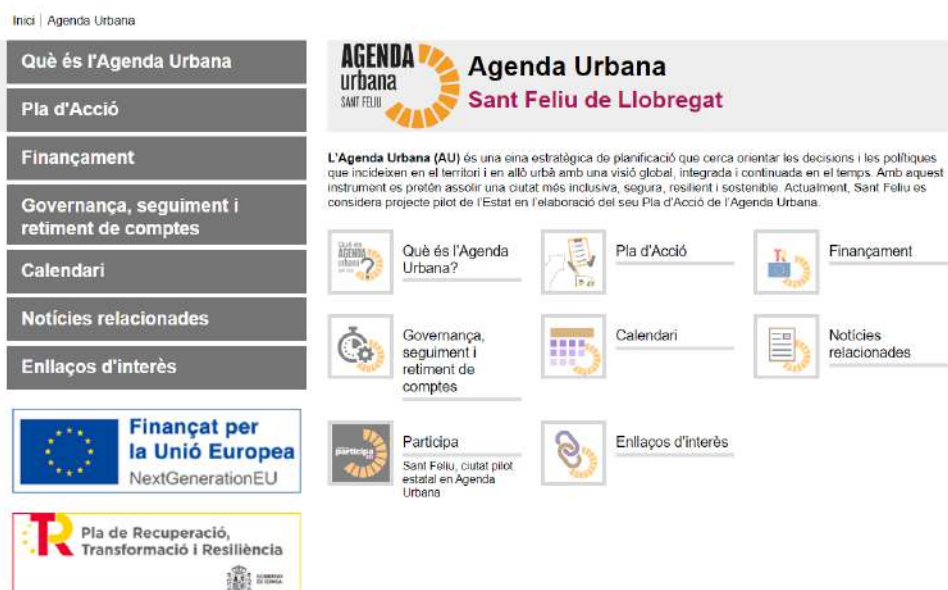 Inici | Agenda Urbana
Què és l'Agenda Urbana
Pla d'Acció
Finançament
Governança, seguiment i
retiment de comptes
Calendari
Notícies relacionades
Enllaços d'interès
Finançat per
la Unió Europea
NextGenerationEU
Pla de Recuperació,
Transformació i Resiliència
AGENDA
urbana
SANT FELIU
Agenda Urbana
Sant Feliu de Llobregat
L'Agenda Urbana (AU) és una eina estratègica de planificació que cerca orientar les decisions i les polítiques
que incideixen en el territori i en allò urbà amb una visió global, integrada i continuada en el temps. Amb aquest
instrument es pretén assolir una ciutat més inclusiva, segura, resilient i sostenible. Actualment, Sant Feliu es
considera projecte pilot de l'Estat en l'elaboració del seu Pla d'Acció de l'Agenda Urbana.
Què és
AGENDA
urbana
Què és l'Agenda
Urbana?
Pla d'Acció
Finançament
Governança,
seguiment i
retiment de
comptes
Calendari
Notícies
relacionades
participa
Participa
Sant Feliu, ciutat pilot
estatal en Agenda
Urbana
Enllaços d'interès